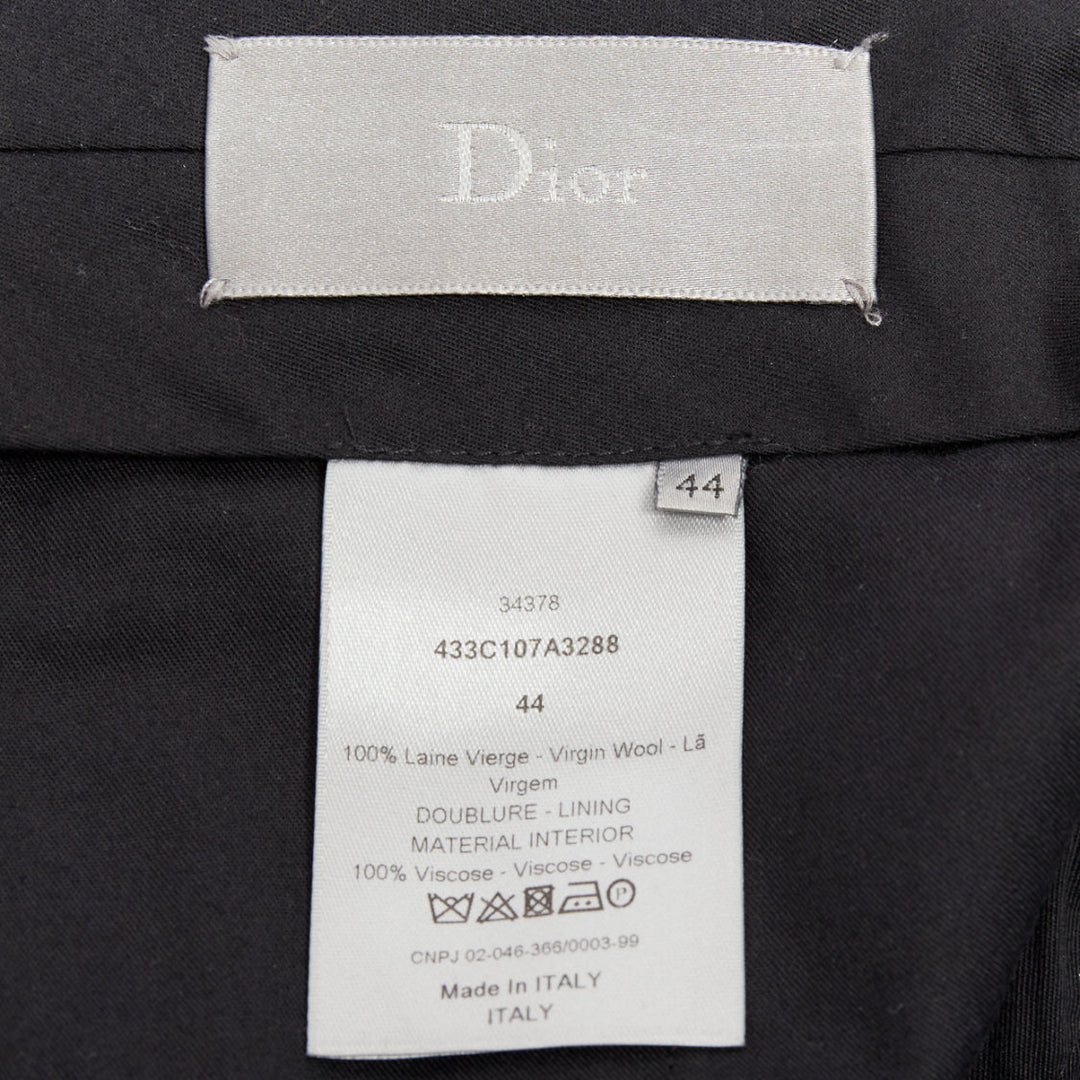 Dior
44
34378
433C107A3288
44
100% Laine Vierge - Virgin Wool - Lã
Virgem
DOUBLURE - LINING
MATERIAL INTERIOR
100% Viscose - Viscose - Viscose
P
CNPJ 02-046-366/0003-99
Made In ITALY
ITALY